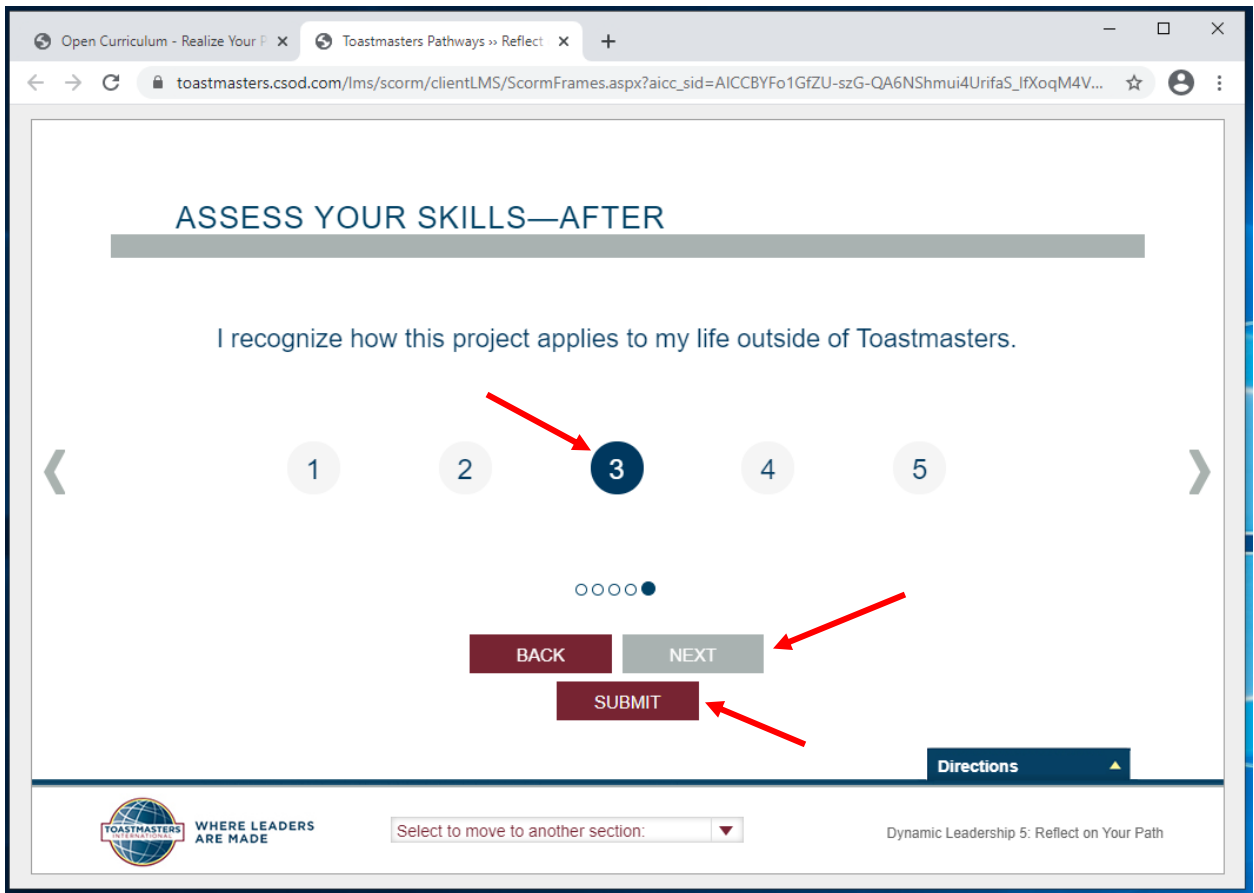 Open Curriculum - Realize Your P
Toastmasters Pathways ›› Reflect
toastmasters.csod.com/lms/scorm/clientLMS/ScormFrames.aspx?aicc_sid=AICCBYFo1GfZU-szG-QA6NShmui4UrifaS_IfXoqM4V...
ASSESS YOUR SKILLS—AFTER
I recognize how this project applies to my life outside of Toastmasters.
1 2 3 4 5
BACK NEXT
SUBMIT
Directions
TOASTMASTERS
INTERNATIONAL
WHERE LEADERS
ARE MADE
Select to move to another section:
Dynamic Leadership 5: Reflect on Your Path